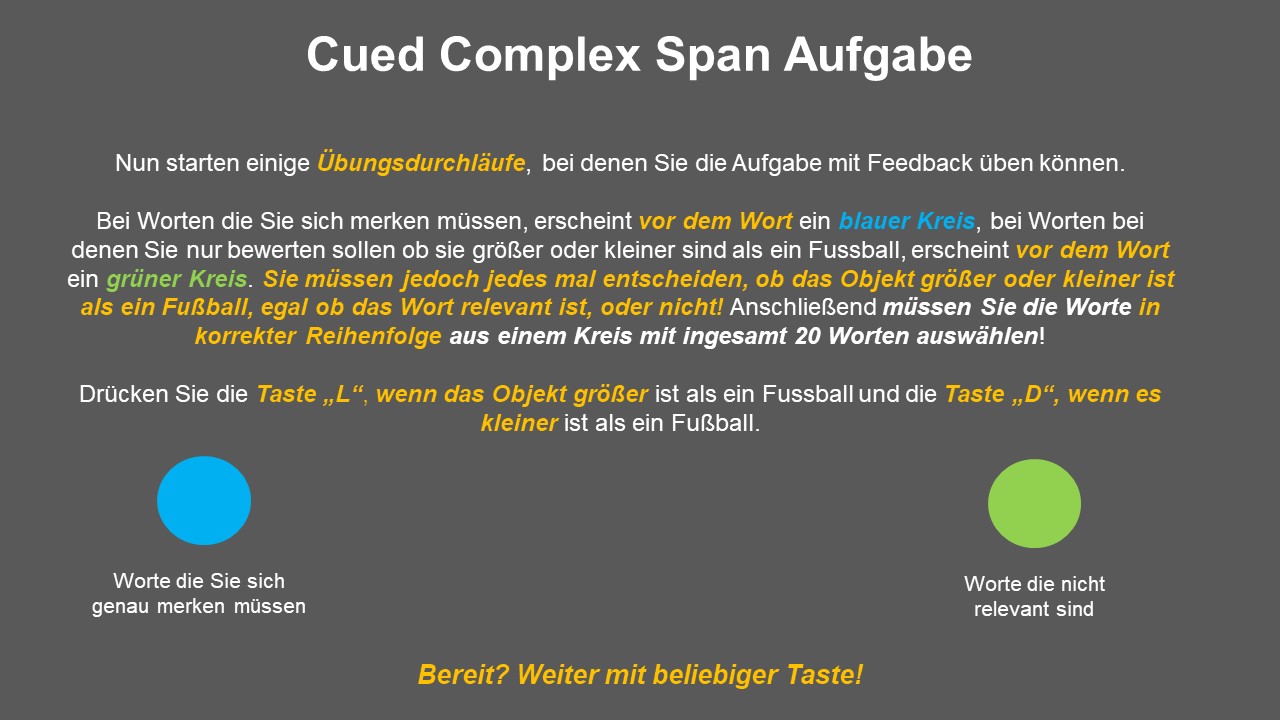 Cued Complex Span Aufgabe
Nun starten einige Übungsdurchläufe, bei denen Sie die Aufgabe mit Feedback üben können.
Bei Worten die Sie sich merken müssen, erscheint vor dem Wort ein blauer Kreis, bei Worten bei
denen Sie nur bewerten sollen ob sie größer oder kleiner sind als ein Fussball, erscheint vor dem Wort
ein grüner Kreis. Sie müssen jedoch jedes mal entscheiden, ob das Objekt größer oder kleiner ist
als ein Fußball, egal ob das Wort relevant ist, oder nicht! Anschließend müssen Sie die Worte in
korrekter Reihenfolge aus einem Kreis mit ingesamt 20 Worten auswählen!
Drücken Sie die Taste „L“, wenn das Objekt größer ist als ein Fussball und die Taste „D“, wenn es
kleiner ist als ein Fußball.
Worte die Sie sich
genau merken müssen
Worte die nicht
relevant sind
Bereit? Weiter mit beliebiger Taste!